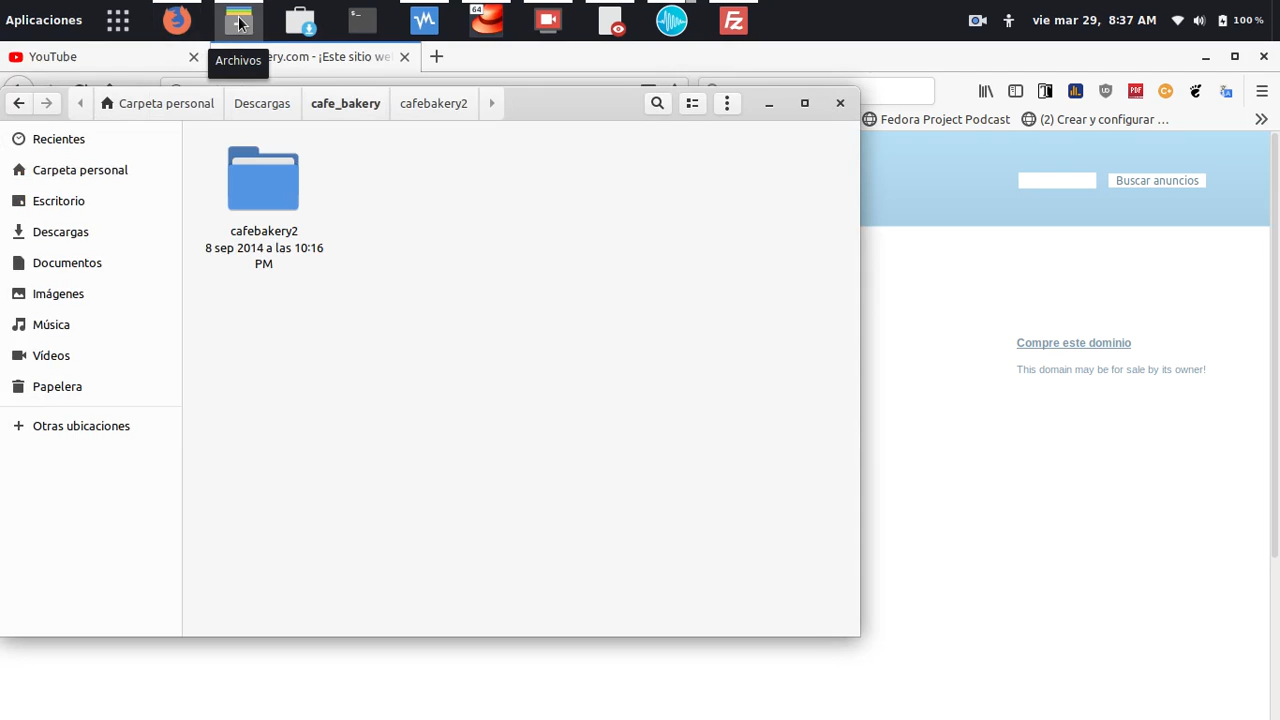 Aplicaciones
64
vie mar 29, 8:37 AM
100 %
YouTube
Archivos
ery.com - ¡Este sitio we
Carpeta personal
Descargas
cafe_bakery
cafebakery2
Fedora Project Podcast
(2) Crear y configurar …
Recientes
Carpeta personal
Escritorio
Descargas
Documentos
Imágenes
Música
Vídeos
Papelera
Otras ubicaciones
cafebakery2
8 sep 2014 a las 10:16
PM
Buscar anuncios
Compre este dominio
This domain may be for sale by its owner!